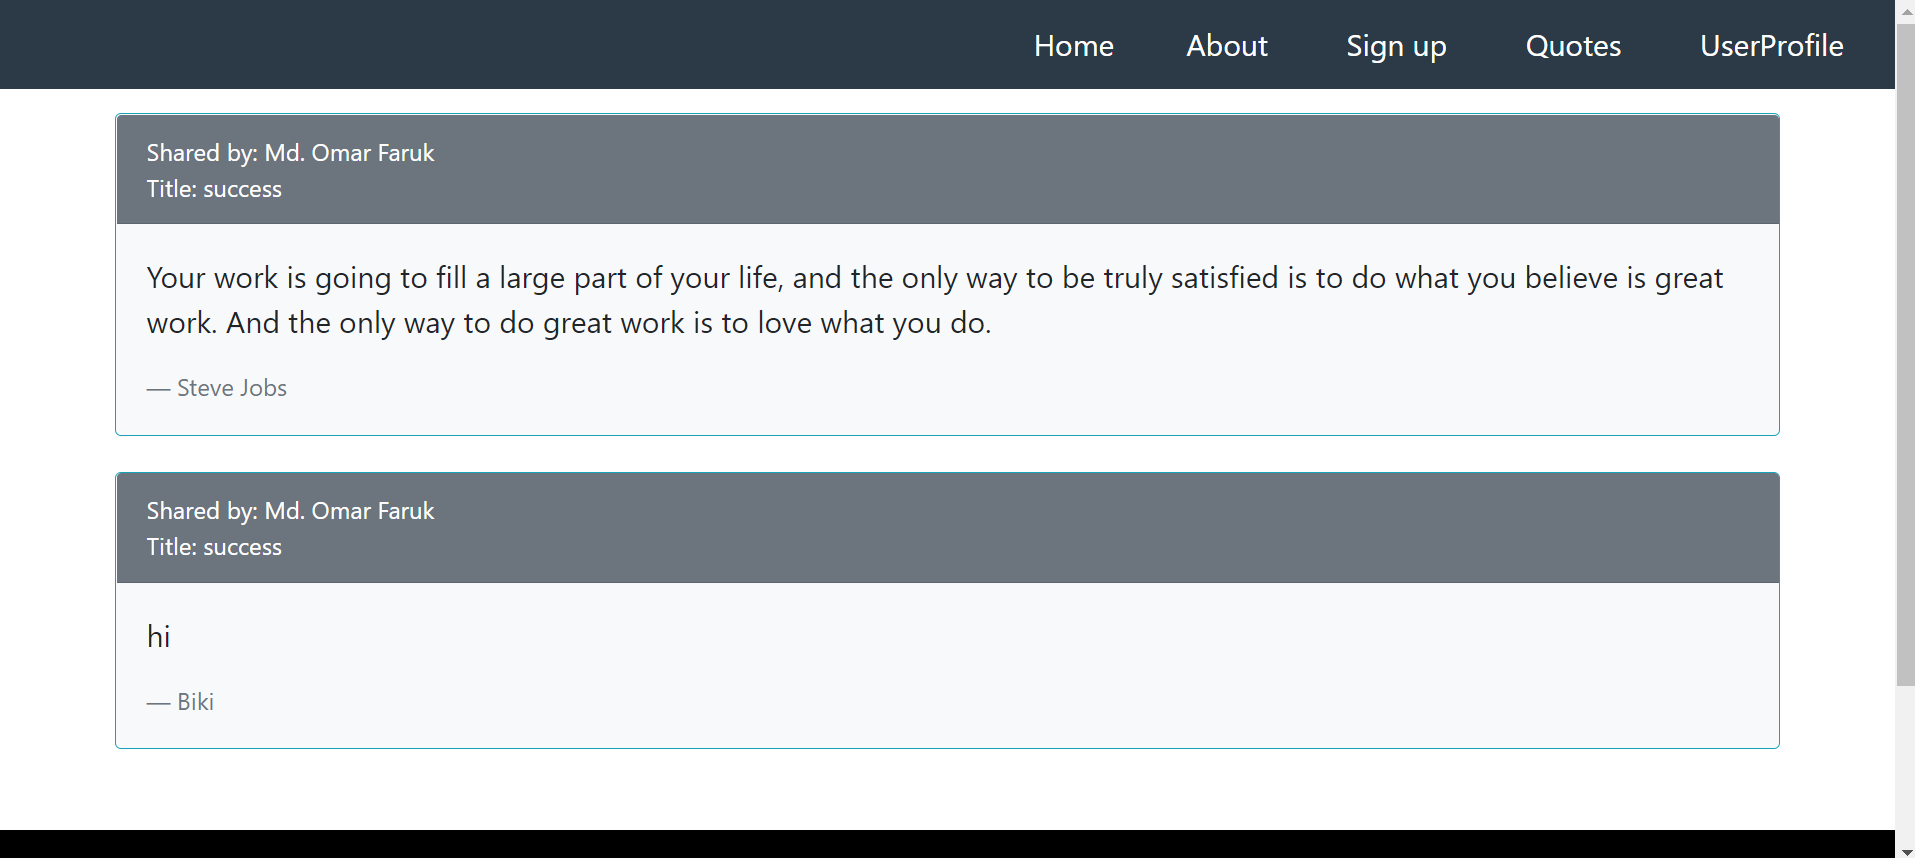 Home About Sign up Quotes UserProfile
Shared by: Md. Omar Faruk
Title: success
Your work is going to fill a large part of your life, and the only way to be truly satisfied is to do what you believe is great
work. And the only way to do great work is to love what you do.
— Steve Jobs
Shared by: Md. Omar Faruk
Title: success
hi
— Biki